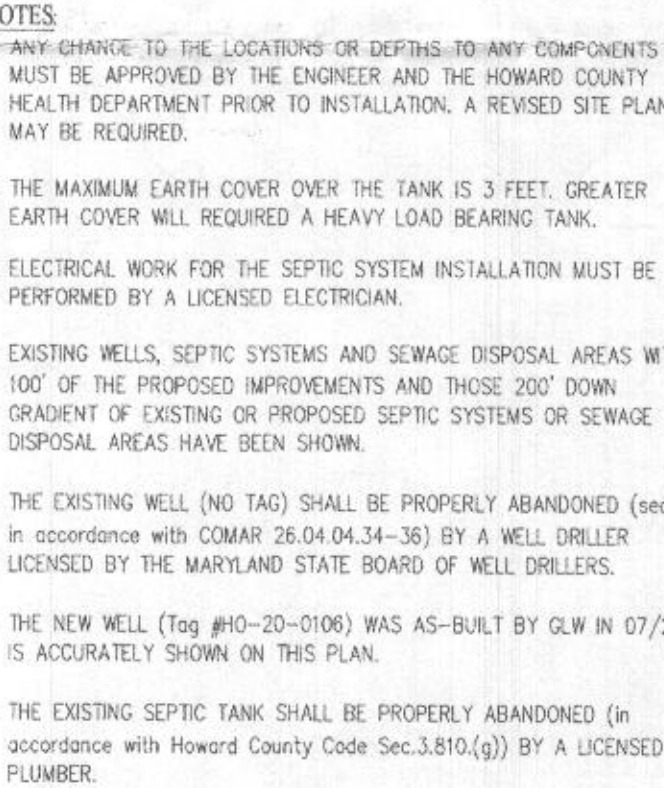 OTES:
ANY CHANGE TO THE LOCATIONS OR DEPTHS TO ANY COMPONENTS
MUST BE APPROVED BY THE ENGINEER AND THE HOWARD COUNTY
HEALTH DEPARTMENT PRIOR TO INSTALLATION. A REVISED SITE PLAN
MAY BE REQUIRED.
THE MAXIMUM EARTH COVER OVER THE TANK IS 3 FEET. GREATER
EARTH COVER WILL REQUIRED A HEAVY LOAD BEARING TANK.
ELECTRICAL WORK FOR THE SEPTIC SYSTEM INSTALLATION MUST BE
PERFORMED BY A LICENSED ELECTRICIAN.
EXISTING WELLS, SEPTIC SYSTEMS AND SEWAGE DISPOSAL AREAS WI
100' OF THE PROPOSED IMPROVEMENTS AND THOSE 200' DOWN
GRADIENT OF EXISTING OR PROPOSED SEPTIC SYSTEMS OR SEWAGE
DISPOSAL AREAS HAVE BEEN SHOWN.
THE EXISTING WELL (NO TAG) SHALL BE PROPERLY ABANDONED (sea
in accordance with COMAR 26.04.04.34-36) BY A WELL DRILLER
LICENSED BY THE MARYLAND STATE BOARD OF WELL DRILLERS.
THE NEW WELL (Tag #HO-20-0106) WAS AS-BUILT BY GLW IN 07/2
IS ACCURATELY SHOWN ON THIS PLAN.
THE EXISTING SEPTIC TANK SHALL BE PROPERLY ABANDONED (in
accordance with Howard County Code Sec.3.810.(g)) BY A LICENSED
PLUMBER.